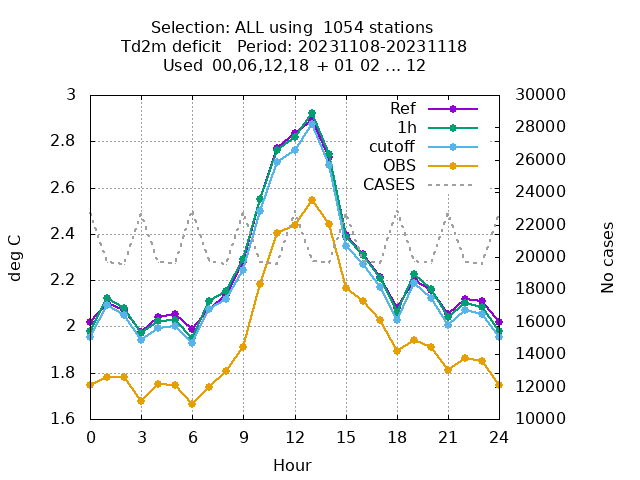 Selection: ALL using  1054 stations
Td2m deficit   Period: 20231108-20231118
Used  00,06,12,18 + 01 02 ... 12
3
2.8
2.6
2.4
2.2
2
1.8
1.6
deg C
30000
28000
26000
24000
22000
20000
18000
16000
14000
12000
10000
No cases
Ref
1h
cutoff
OBS
CASES
0 3 6 9 12 15 18 21 24
Hour